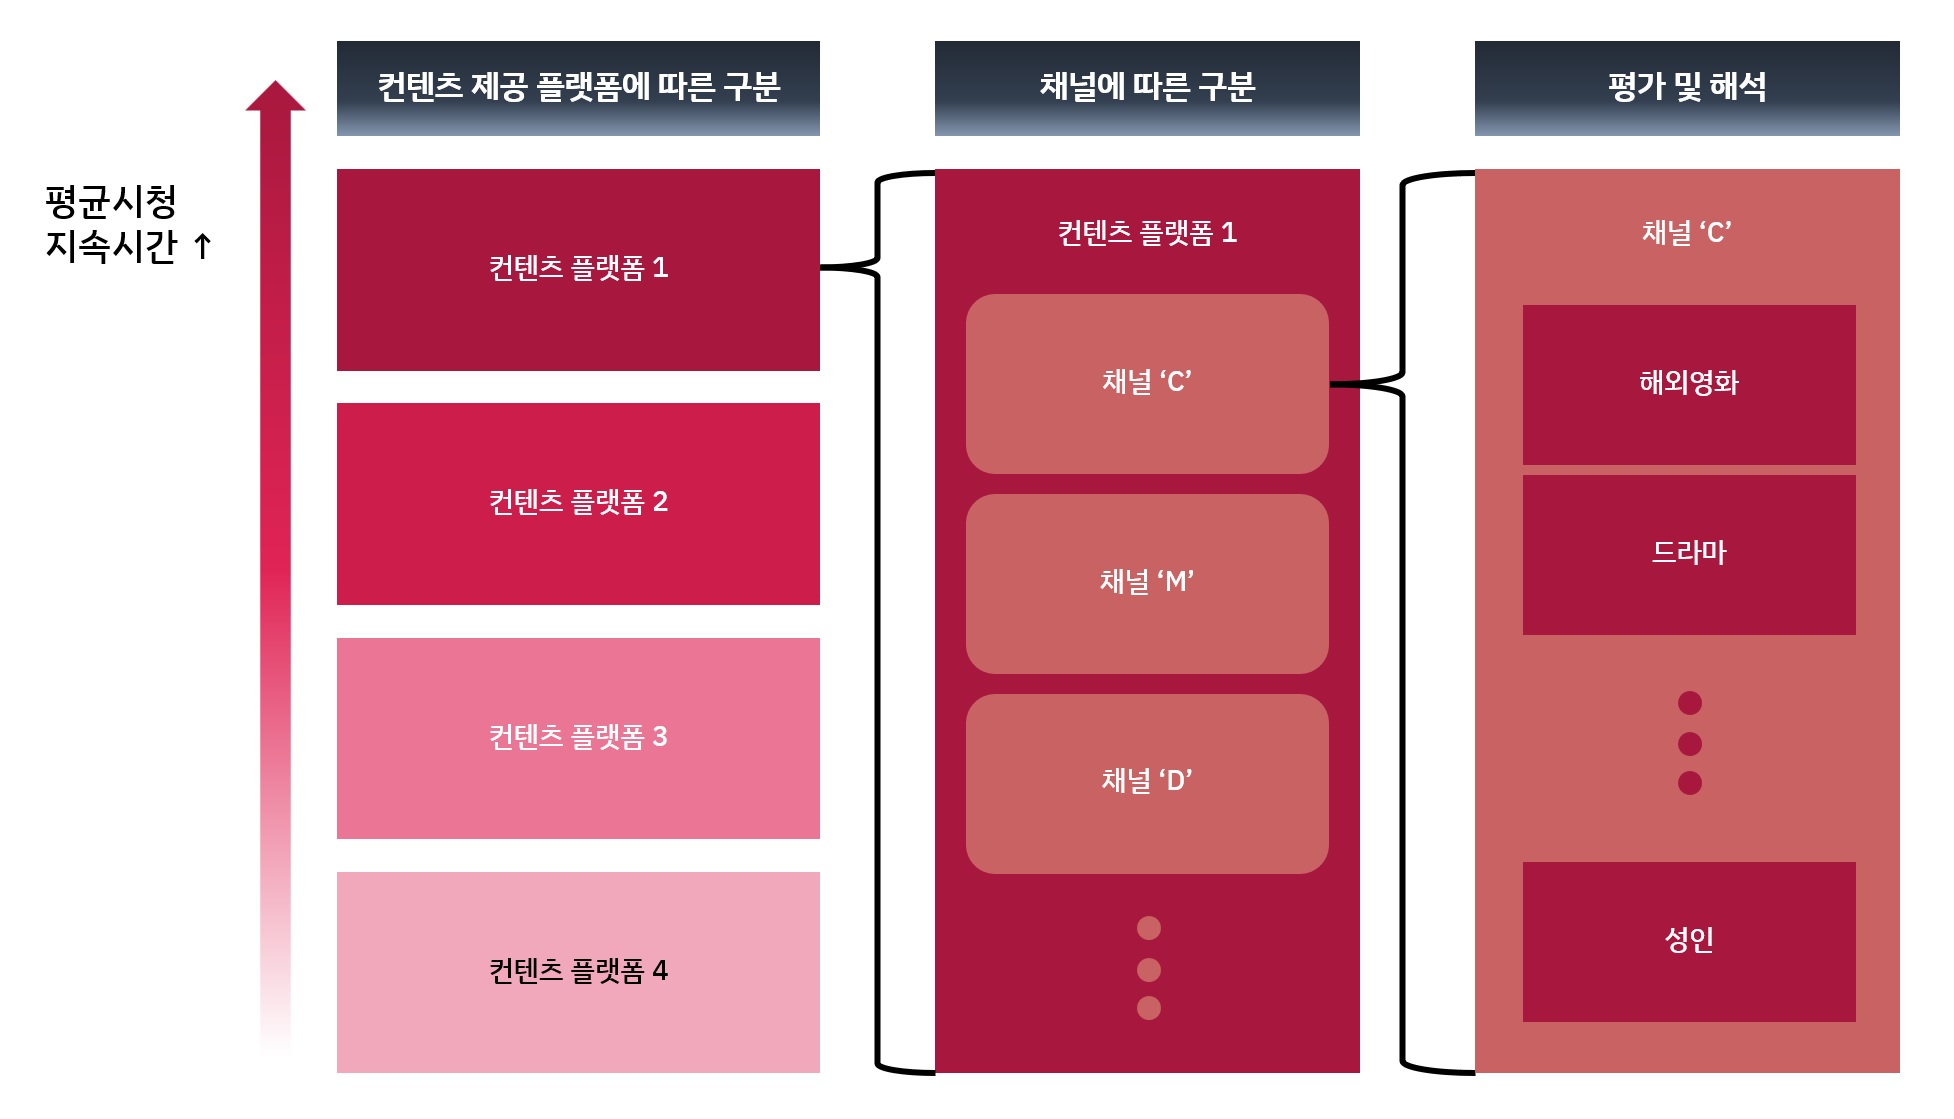 컨텐츠 제공 플랫폼에 따른 구분
채널에 따른 구분
평가 및 해석
평균시청
지속시간 ↑
컨텐츠 플랫폼 1
컨텐츠 플랫폼 2
컨텐츠 플랫폼 3
컨텐츠 플랫폼 4
컨텐츠 플랫폼 1
채널 ‘C’
채널 ‘M’
채널 ‘D’
채널 ‘C’
해외영화
드라마
성인